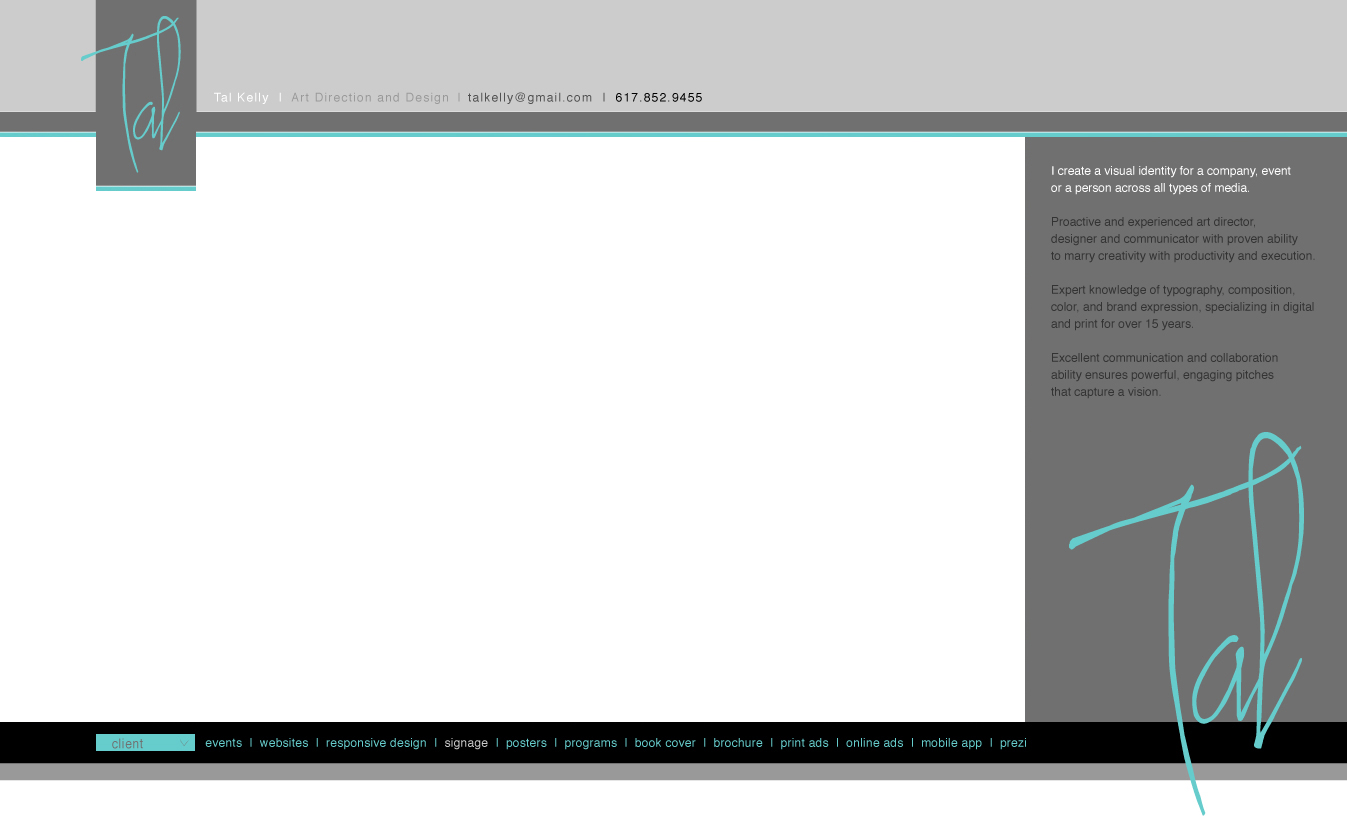 Tal
Tal Kelly | Art Direction and Design | talkelly@gmail.com | 617.852.9455
I create a visual identity for a company, event
or a person across all types of media.
Proactive and experienced art director,
designer and communicator with proven ability
to marry creativity with productivity and execution.
Expert knowledge of typography, composition,
color, and brand expression, specializing in digital
and print for over 15 years.
Excellent communication and collaboration
ability ensures powerful, engaging pitches
that capture a vision.
Tal
client events | websites | responsive design | signage | posters | programs | book cover | brochure | print ads | online ads | mobile app | prezi